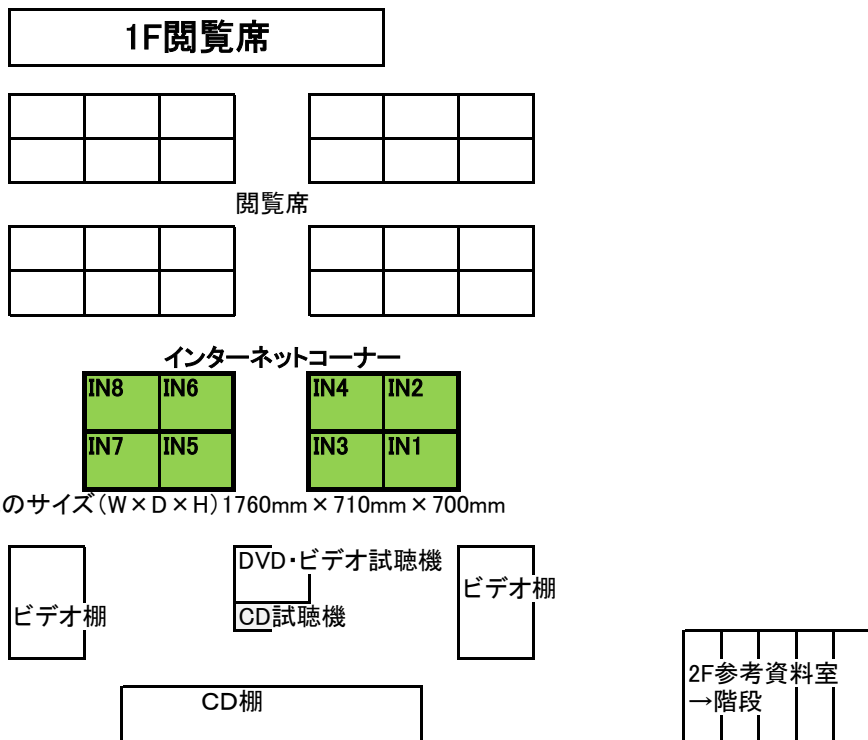 1F閲覧席
閲覧席
インターネットコーナー
IN8 IN6 IN4 IN2
IN7 IN5 IN3 IN1
のサイズ(W×D×H)1760mm×710mm×700mm
DVD・ビデオ試聴機
ビデオ棚
ビデオ棚
CD試聴機
CD棚
2F参考資料室
→階段